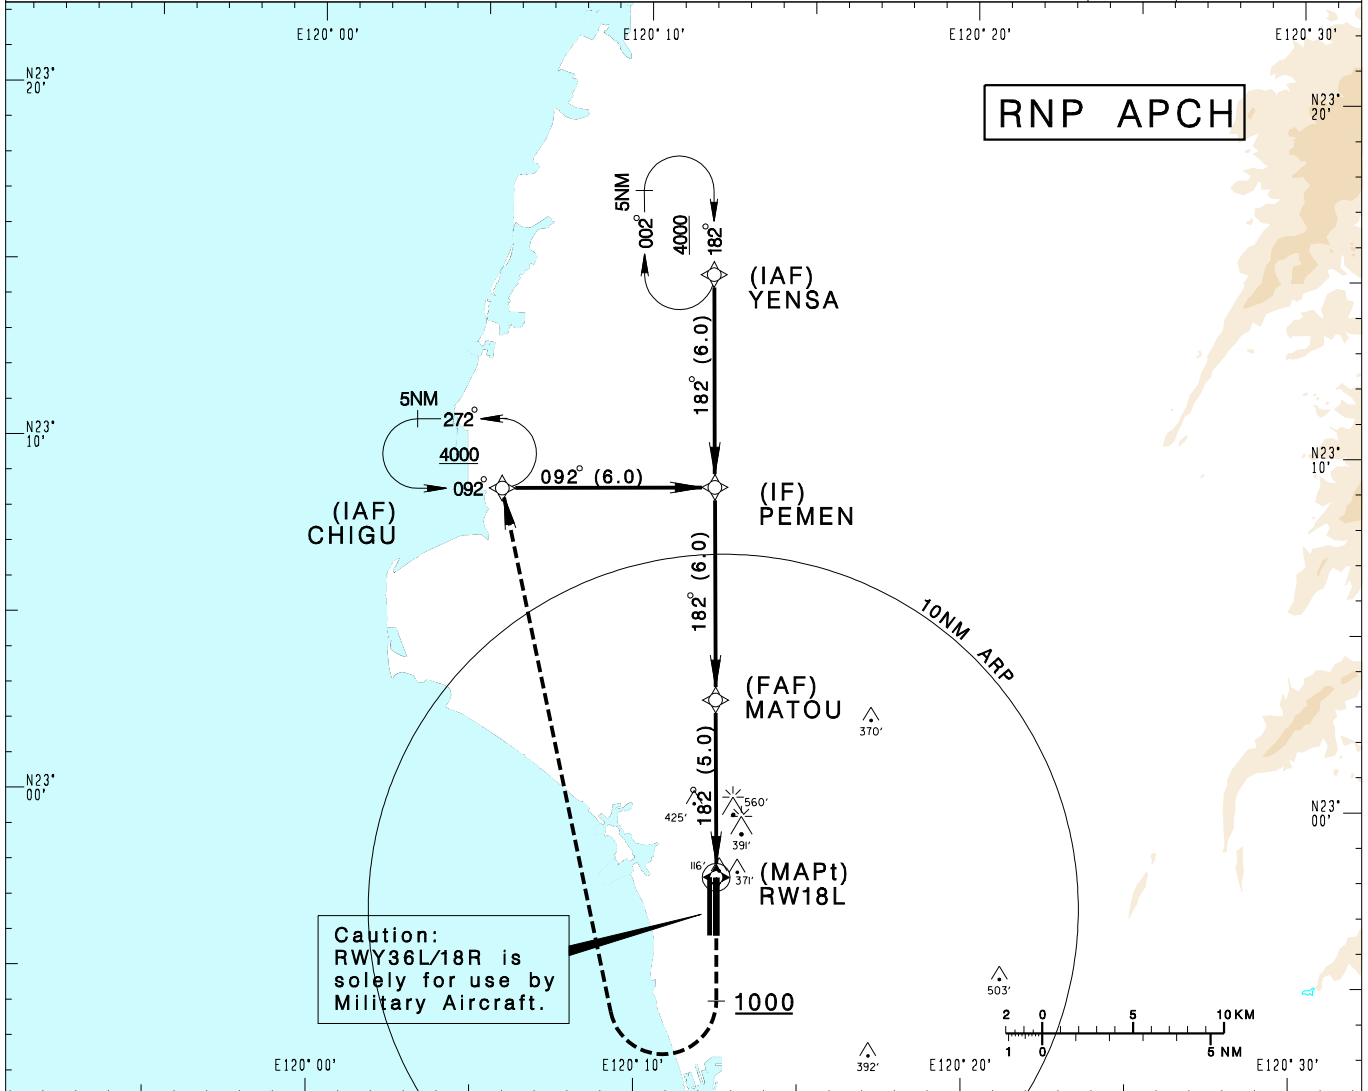 E120° 00'
E120° 10'
E120° 20'
E120° 30'
N23°
20'
N23°
20'
RNP APCH
5NM
002°
4000
182°
(IAF)
YENSA
182° (6.0)
5NM
272°
4000
092°
092° (6.0)
N23°
10'
N23°
10'
(IAF)
CHIGU
(IF)
PEMEN
182° (6.0)
10NM ARP
(FAF)
MATOU
370'
182° (5.0)
N23°
00'
N23°
00'
425'
560'
391'
116'
371'
(MAPt)
RW18L
Caution:
RWY36L/18R is
solely for use by
Military Aircraft.
1000
503'
2 0 5 10KM
1 0 5 NM
392'
E120° 00'
E120° 10'
E120° 20'
E120° 30'